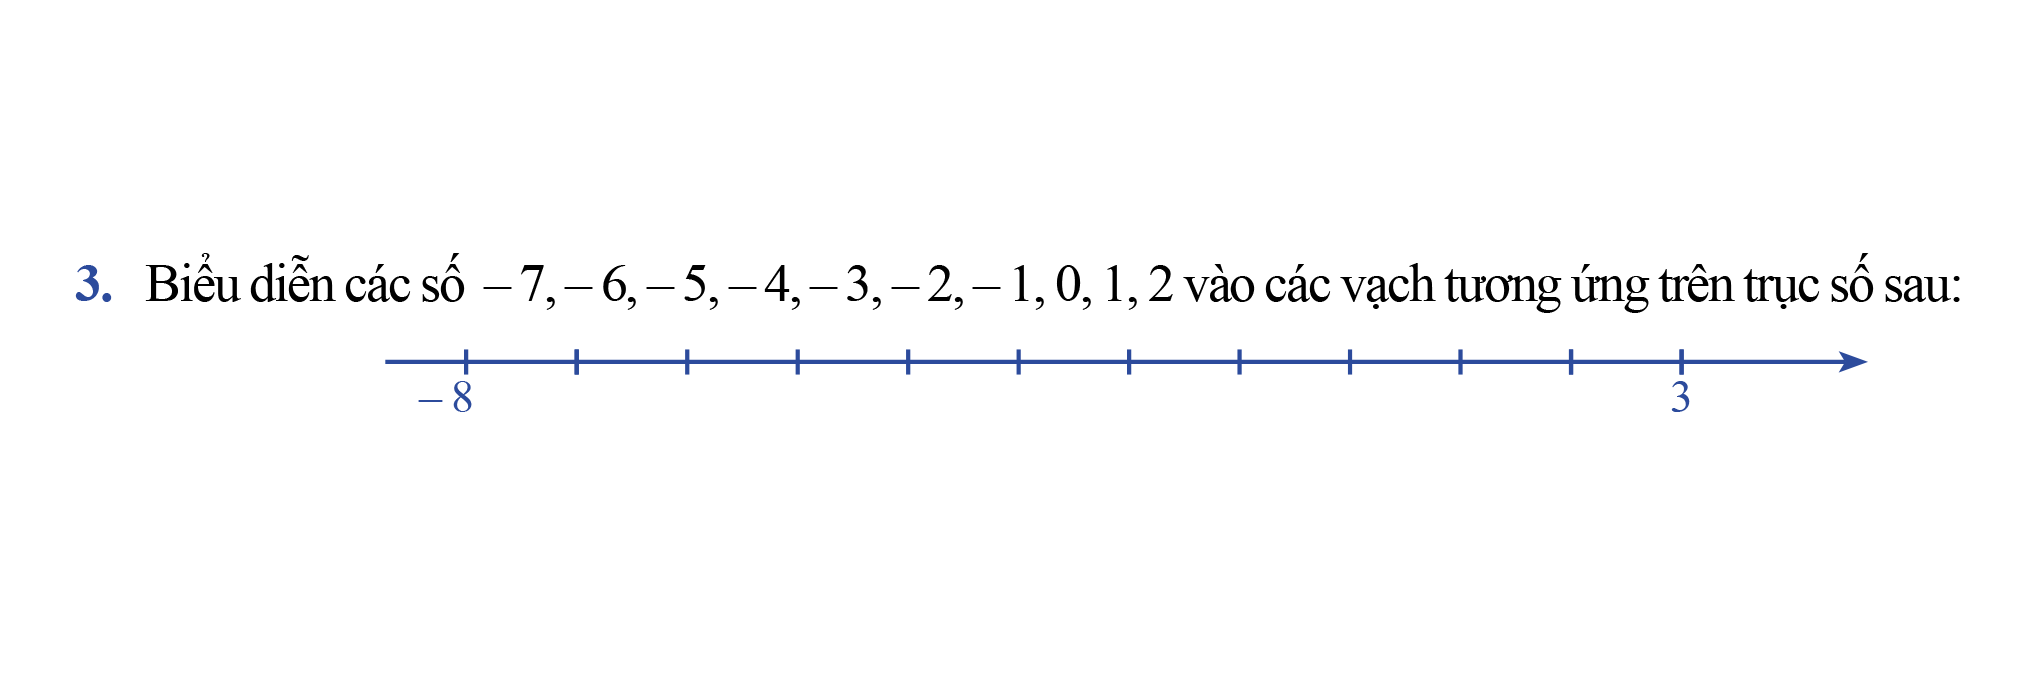 3. Biểu diễn các số – 7, – 6, – 5, – 4, – 3, – 2, – 1, 0, 1, 2 vào các vạch tương ứng trên trục số sau:
– 8 3